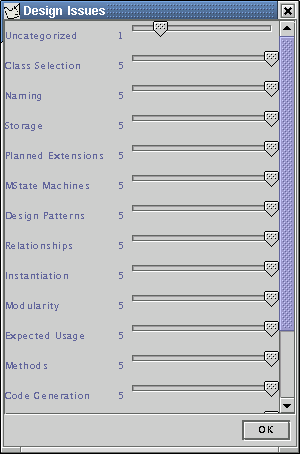 Design Issues
Uncategorized 1
Class Selection 5
Naming 5
Storage 5
Planned Extensions 5
MState Machines 5
Design Patterns 5
Relationships 5
Instantiation 5
Modularity 5
Expected Usage 5
Methods 5
Code Generation 5
OK